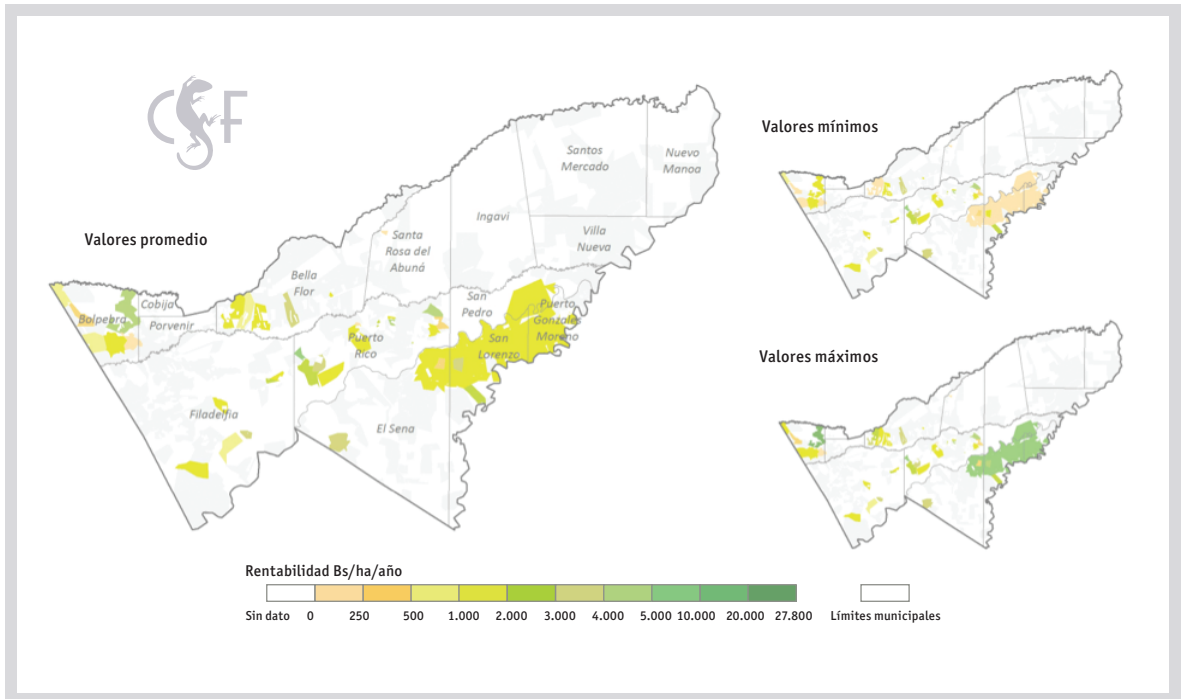 CSF
Valores promedio
Valores mínimos
Valores máximos
Santos
Mercado
Nuevo
Manoa
Ingavi
Villa
Nueva
Santa
Rosa del
Abuná
Bella
Flor
Cobija
Bolpebra
Porvenir
San
Pedro
Puerto
Gonzales
Moreno
San
Lorenzo
Puerto
Rico
Filadelfia
El Sena
Rentabilidad Bs/ha/año
Sin dato 0 250 500 1.000 2.000 3.000 4.000 5.000 10.000 20.000 27.800
Límites municipales